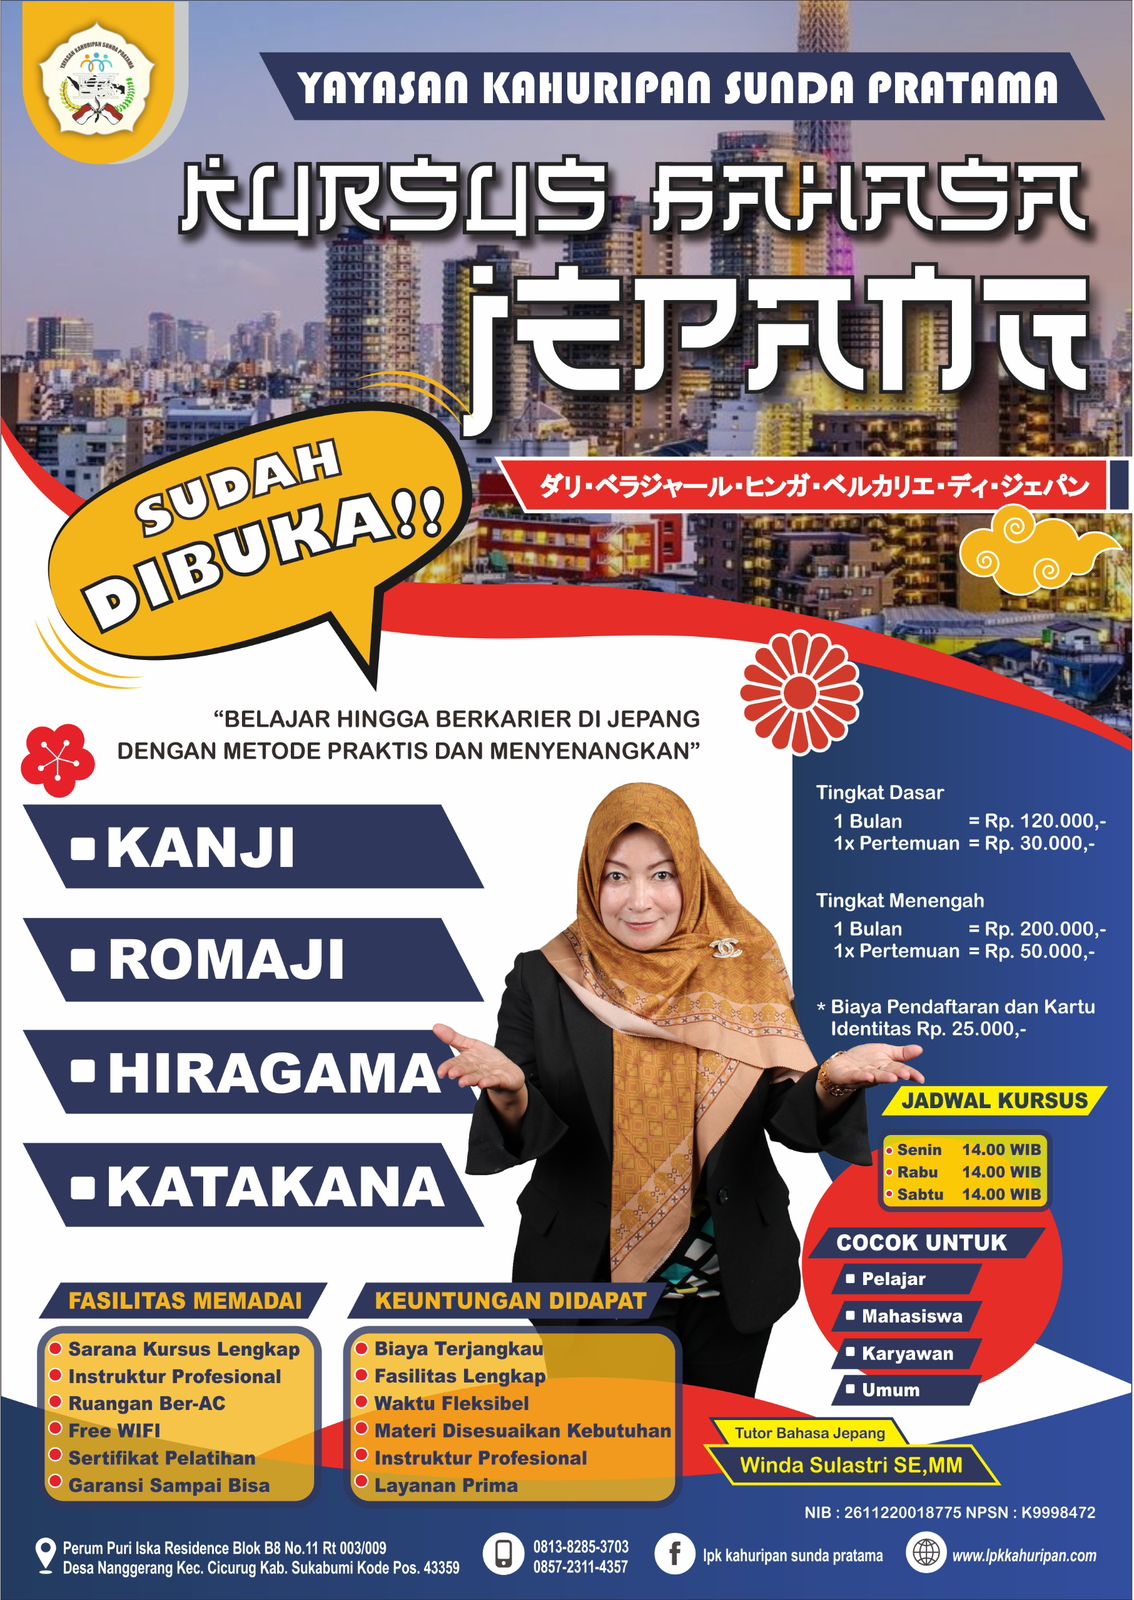 YAYASAN KAHURIPAN SUNDA PRATAMA
YAYASAN KAHURIPAN SUNDA PRATAMA
KURSUS BAHASA
JEPANG
SUDAH
DIBUKA!!
ダリ・ベラジャール・ヒンガ・ベルカリエ・ディ・ジェパン
“BELAJAR HINGGA BERKARIER DI JEPANG
DENGAN METODE PRAKTIS DAN MENYENANGKAN”
KANJI
ROMAJI
HIRAGAMA
KATAKANA
Tingkat Dasar
1 Bulan = Rp. 120.000,-
1x Pertemuan = Rp. 30.000,-
Tingkat Menengah
1 Bulan = Rp. 200.000,-
1x Pertemuan = Rp. 50.000,-
* Biaya Pendaftaran dan Kartu
Identitas Rp. 25.000,-
JADWAL KURSUS
Senin 14.00 WIB
Rabu 14.00 WIB
Sabtu 14.00 WIB
COCOK UNTUK
Pelajar
Mahasiswa
Karyawan
Umum
FASILITAS MEMADAI
Sarana Kursus Lengkap
Instruktur Profesional
Ruangan Ber-AC
Free WIFI
Sertifikat Pelatihan
Garansi Sampai Bisa
KEUNTUNGAN DIDAPAT
Biaya Terjangkau
Fasilitas Lengkap
Waktu Fleksibel
Materi Disesuaikan Kebutuhan
Instruktur Profesional
Layanan Prima
Tutor Bahasa Jepang
Winda Sulastri SE,MM
NIB : 2611220018775 NPSN : K9998472
Perum Puri Iska Residence Blok B8 No.11 Rt 003/009
Desa Nanggerang Kec. Cicurug Kab. Sukabumi Kode Pos. 43359
0813-8285-3703
0857-2311-4357
lpk kahuripan sunda pratama
www.lpkkahuripan.com